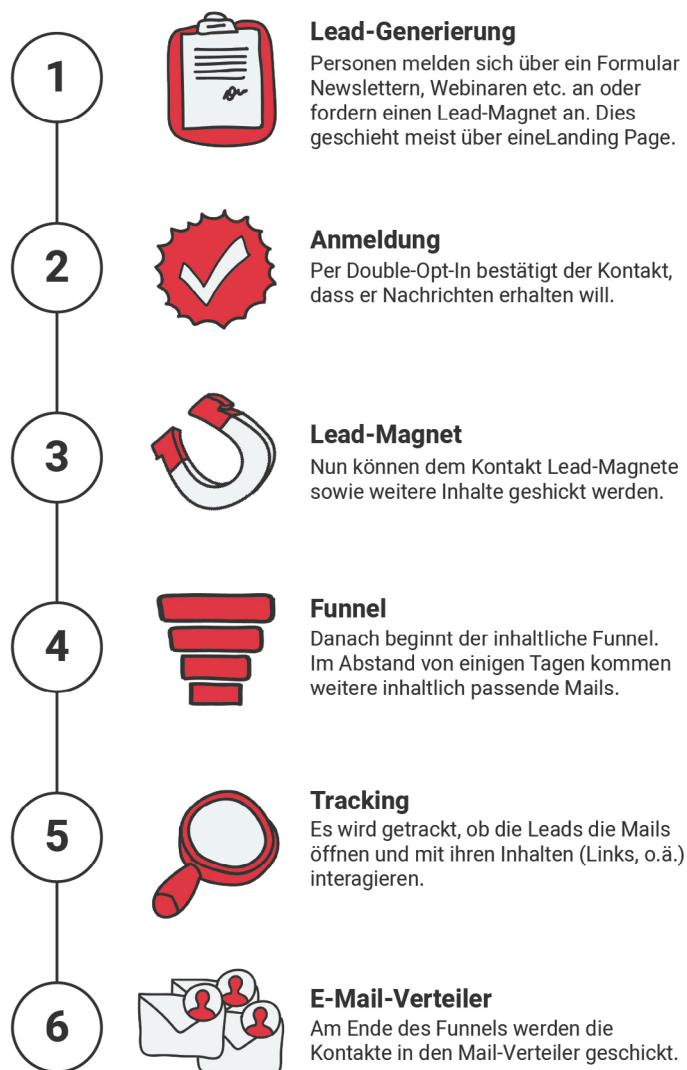 1
Lead-Generierung
Personen melden sich über ein Formular
Newslettern, Webinaren etc. an oder
fordern einen Lead-Magnet an. Dies
geschieht meist über eineLanding Page.
2
Anmeldung
Per Double-Opt-In bestätigt der Kontakt,
dass er Nachrichten erhalten will.
3
Lead-Magnet
Nun können dem Kontakt Lead-Magnete
sowie weitere Inhalte geshickt werden.
4
Funnel
Danach beginnt der inhaltliche Funnel.
Im Abstand von einigen Tagen kommen
weitere inhaltlich passende Mails.
5
Tracking
Es wird getrackt, ob die Leads die Mails
öffnen und mit ihren Inhalten (Links, o.ä.)
interagieren.
6
E-Mail-Verteiler
Am Ende des Funnels werden die
Kontakte in den Mail-Verteiler geschickt.